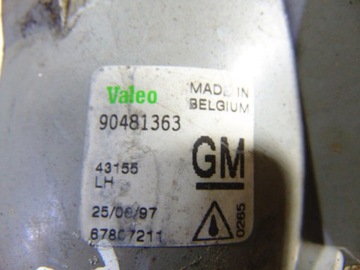 Valeo
MADE IN
BELGIUM
90481363
GM
43155
LH
25/06/97
0265
67807211